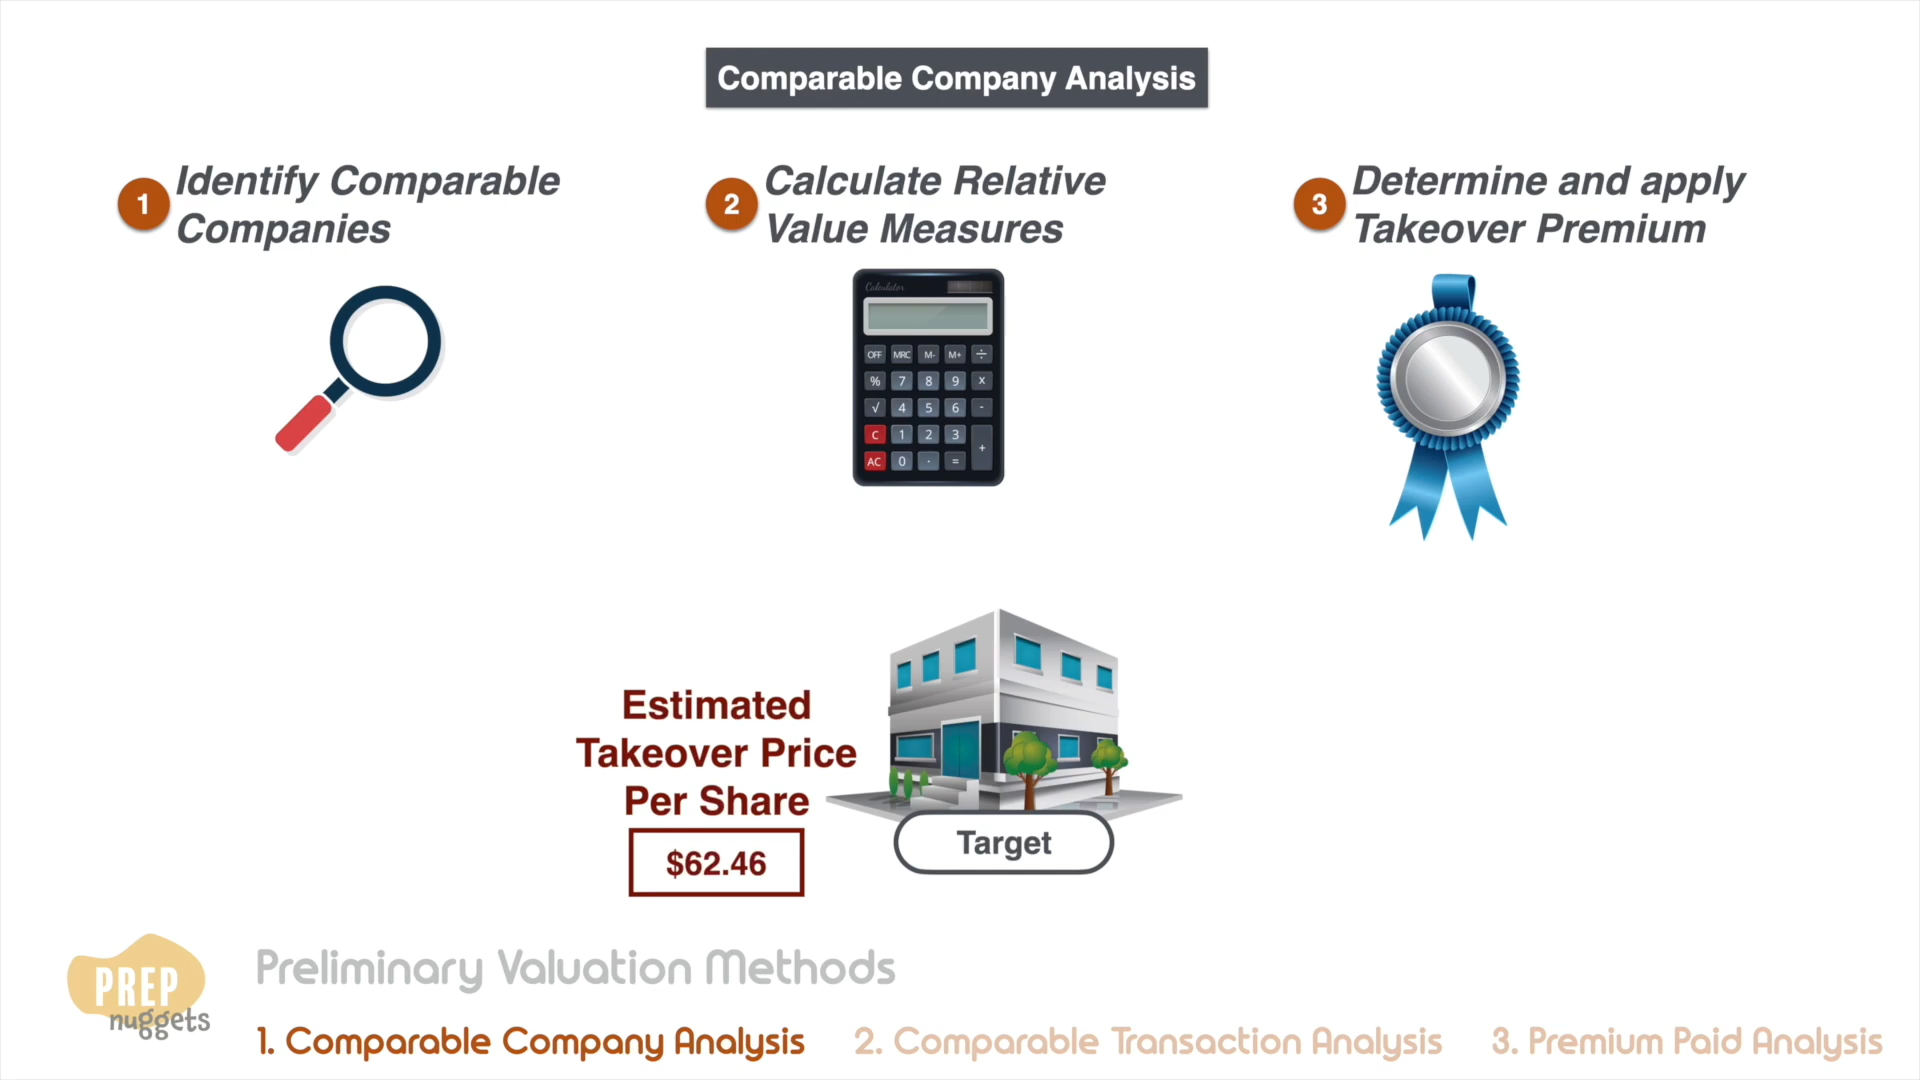 Comparable Company Analysis
1
Identify Comparable
Companies
2
Calculate Relative
Value Measures
3
Determine and apply
Takeover Premium
Calculator
OFF MRC M- M+ ÷
% 7 8 9 x
√ 4 5 6 -
C 1 2 3 +
AC 0 · =
Estimated
Takeover Price
Per Share
$62.46
Target
PREP
nuggets
Preliminary Valuation Methods
1. Comparable Company Analysis 2. Comparable Transaction Analysis 3. Premium Paid Analysis